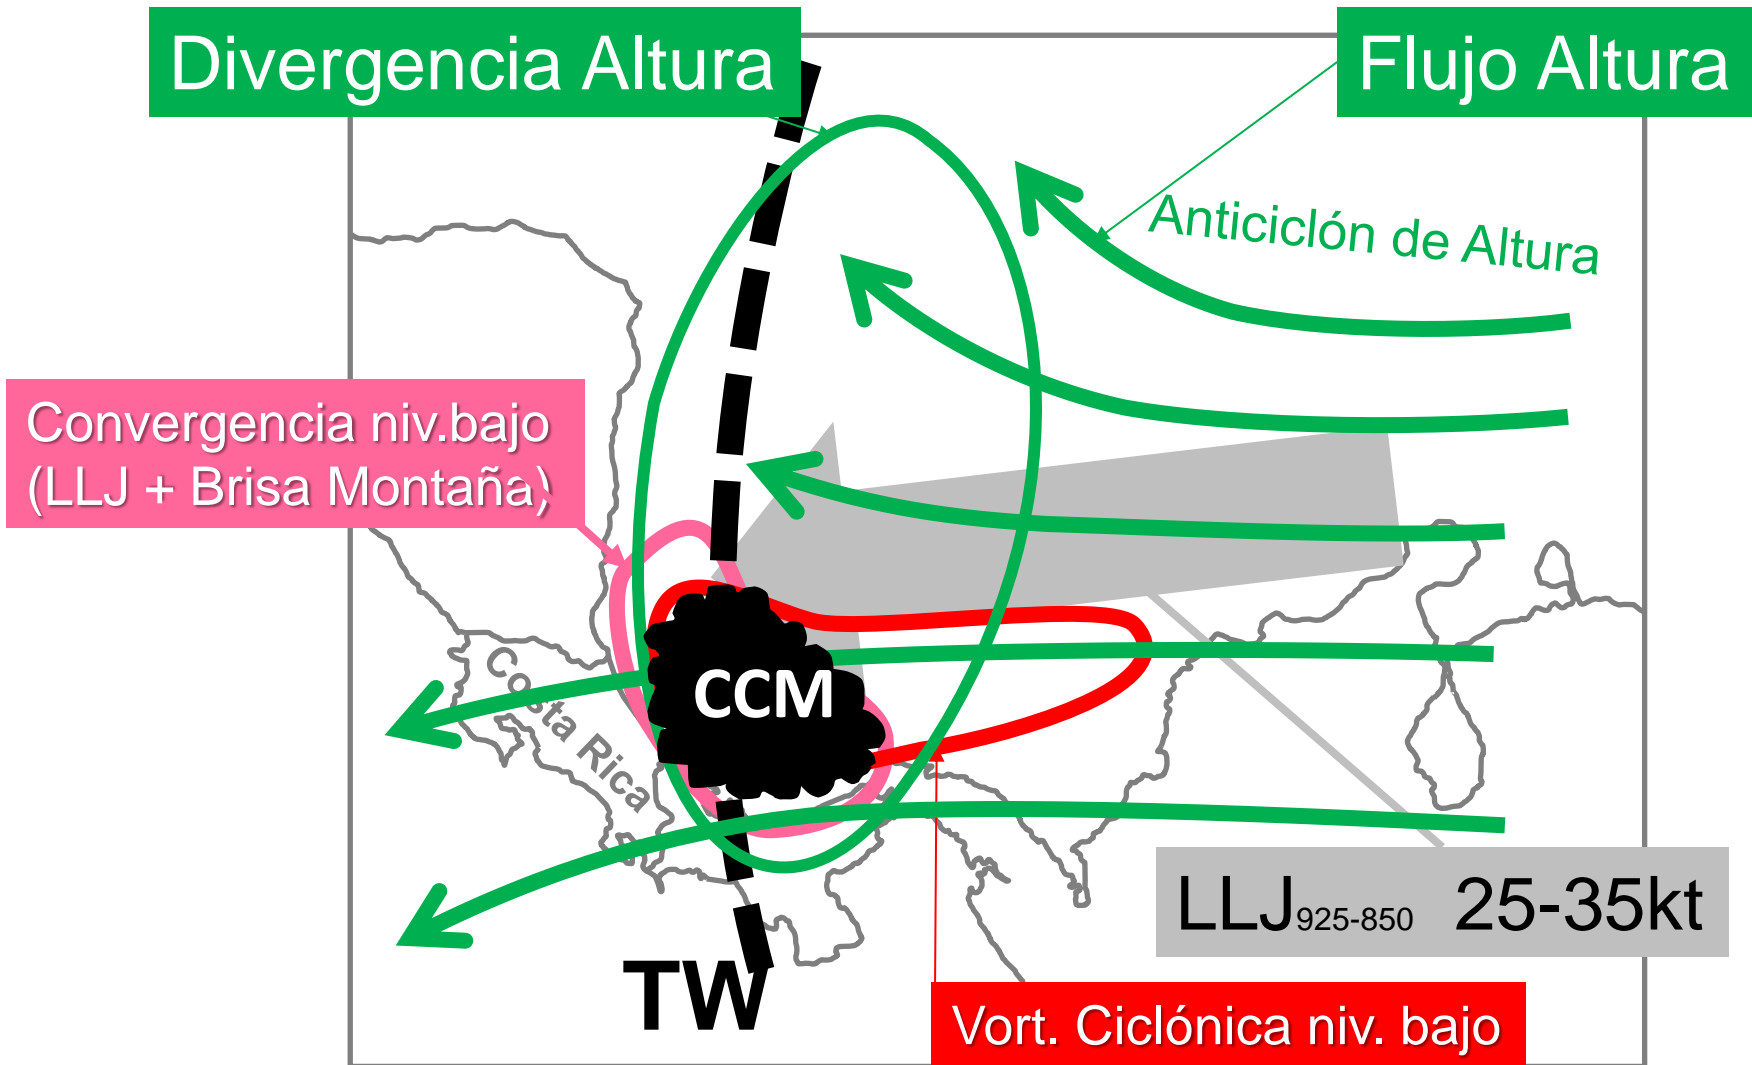 Divergencia Altura
Flujo Altura
Anticiclón de Altura
Convergencia niv.bajo
(LLJ + Brisa Montaña)
Costa Rica
CCM
LLJ925-850 25-35kt
TW
Vort. Ciclónica niv. bajo